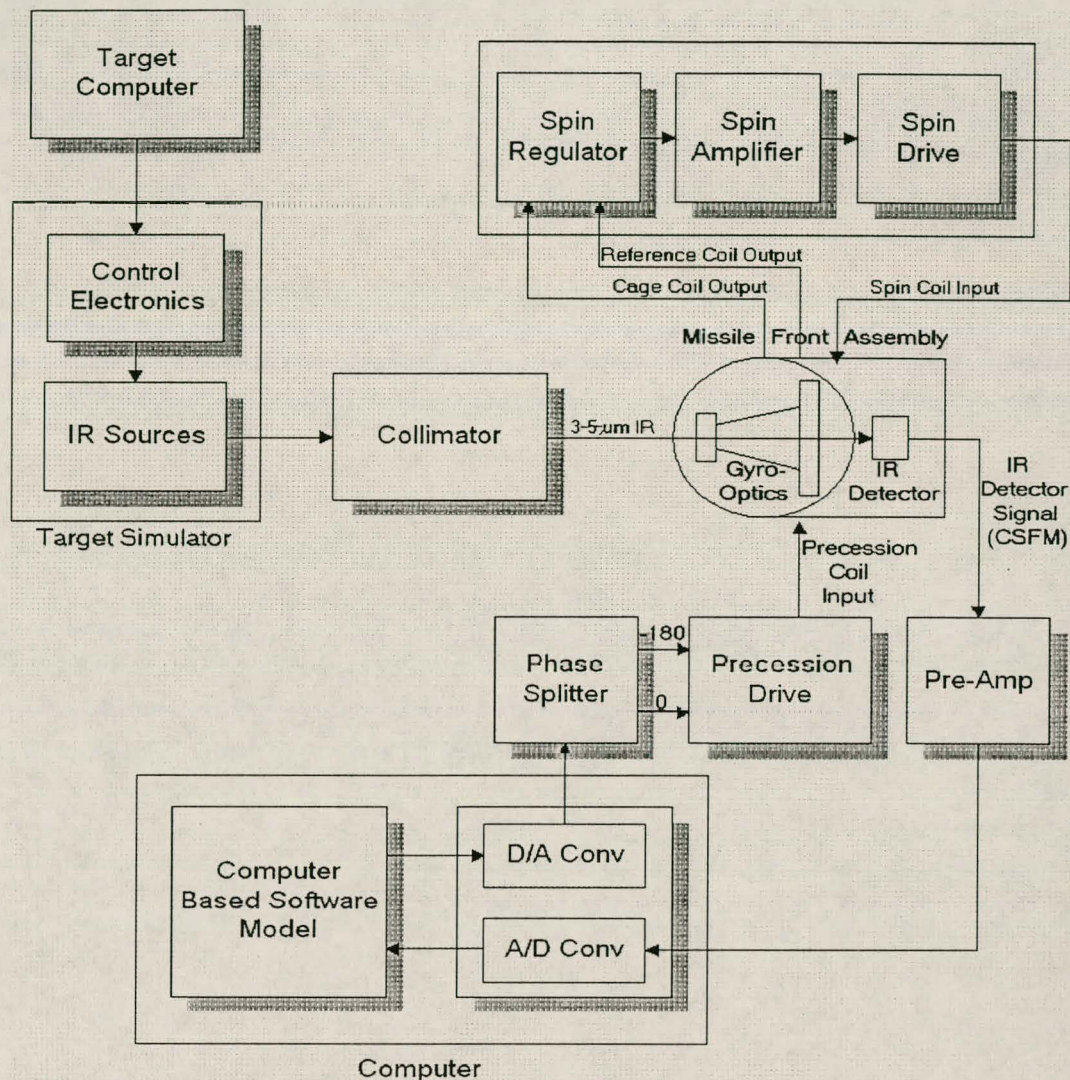 Target
Computer
Control
Electronics
IR Sources
Target Simulator
Collimator
3-5µm IR
Spin
Regulator
Spin
Amplifier
Spin
Drive
Reference Coil Output
Cage Coil Output
Spin Coil Input
Missile Front Assembly
Gyro-
Optics
IR
Detector
IR
Detector
Signal
(CSFM)
Precession
Coil
Input
Phase
Splitter
-180
0
Precession
Drive
Pre-Amp
Computer
Based Software
Model
D/A Conv
A/D Conv
Computer